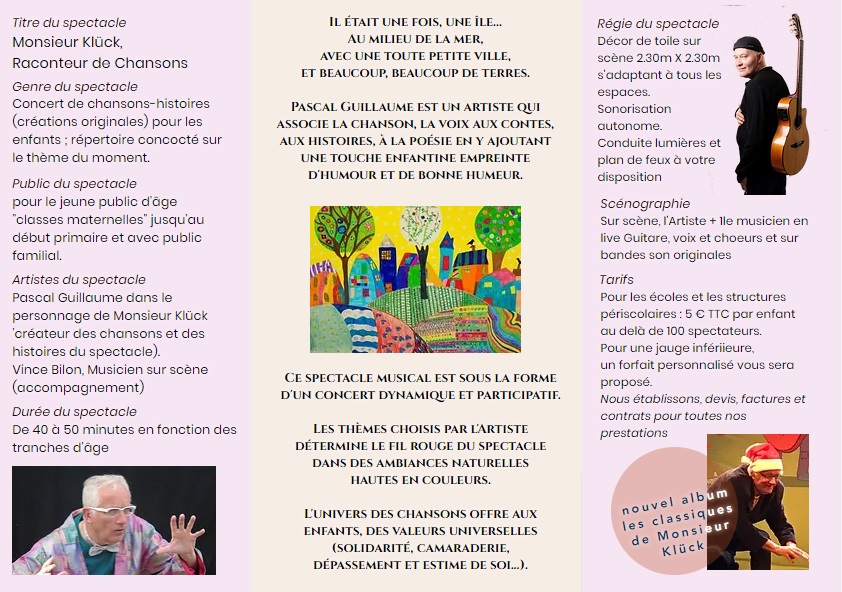 Titre du spectacle
Monsieur Klück,
Raconteur de Chansons
Genre du spectacle
Concert de chansons-histoires
(créations originales) pour les
enfants ; répertoire concocté sur
le thème du moment.
Public du spectacle
pour le jeune public d'âge
"classes maternelles" jusqu'au
début primaire et avec public
familial.
Artistes du spectacle
Pascal Guillaume dans le
personnage de Monsieur Klück
'créateur des chansons et des
histoires du spectacle).
Vince Bilon, Musicien sur scène
(accompagnement)
Durée du spectacle
De 40 à 50 minutes en fonction des
tranches d'âge
Il était une fois, une île...
Au milieu de la mer,
avec une toute petite ville,
et beaucoup, beaucoup de terres.
Pascal Guillaume est un artiste qui
associe la chanson, la voix aux contes,
aux histoires, à la poésie en y ajoutant
une touche enfantine empreinte
d'humour et de bonne humeur.
Ce spectacle musical est sous la forme
d'un concert dynamique et participatif.
Les thèmes choisis par l'Artiste
détermine le fil rouge du spectacle
dans des ambiances naturelles
hautes en couleurs.
L'univers des chansons offre aux
enfants, des valeurs universelles
(solidarité, camaraderie,
dépassement et estime de soi...).
Régie du spectacle
Décor de toile sur
scène 2.30m X 2.30m
s'adaptant à tous les
espaces.
Sonorisation
autonome.
Conduite lumières et
plan de feux à votre
disposition
Scénographie
Sur scène, l'Artiste + 1le musicien en
live Guitare, voix et choeurs et sur
bandes son originales
Tarifs
Pour les écoles et les structures
périscolaires : 5 € TTC par enfant
au delà de 100 spectateurs.
Pour une jauge infériieure,
un forfait personnalisé vous sera
proposé.
Nous établissons, devis, factures et
contrats pour toutes nos
prestations
nouvel album
les classiques
de Monsieur
Klück